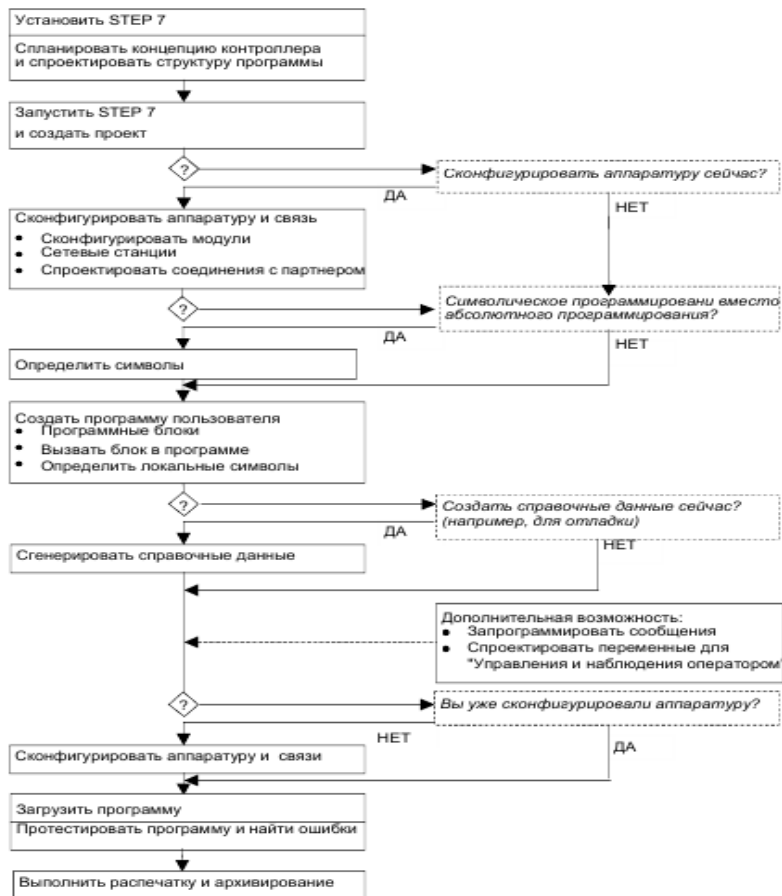 Установить STEP 7
Спланировать концепцию контроллера
и спроектировать структуру программы
Запустить STEP 7
и создать проект
?
Сконфигурировать аппаратуру сейчас?
ДА
НЕТ
Сконфигурировать аппаратуру и связь
• Сконфигурировать модули
• Сетевые станции
• Спроектировать соединения с партнером
?
Символическое программировани вместо
абсолютного программирования?
ДА
НЕТ
Определить символы
Создать программу пользователя
• Программные блоки
• Вызвать блок в программе
• Определить локальные символы
?
Создать справочные данные сейчас?
(например, для отладки)
ДА
НЕТ
Сгенерировать справочные данные
Дополнительная возможность:
• Запрограммировать сообщения
• Спроектировать переменные для
"Управления и наблюдения оператором"
?
Вы уже сконфигурировали аппаратуру?
НЕТ
ДА
Сконфигурировать аппаратуру и связи
Загрузить программу
Протестировать программу и найти ошибки
Выполнить распечатку и архивирование